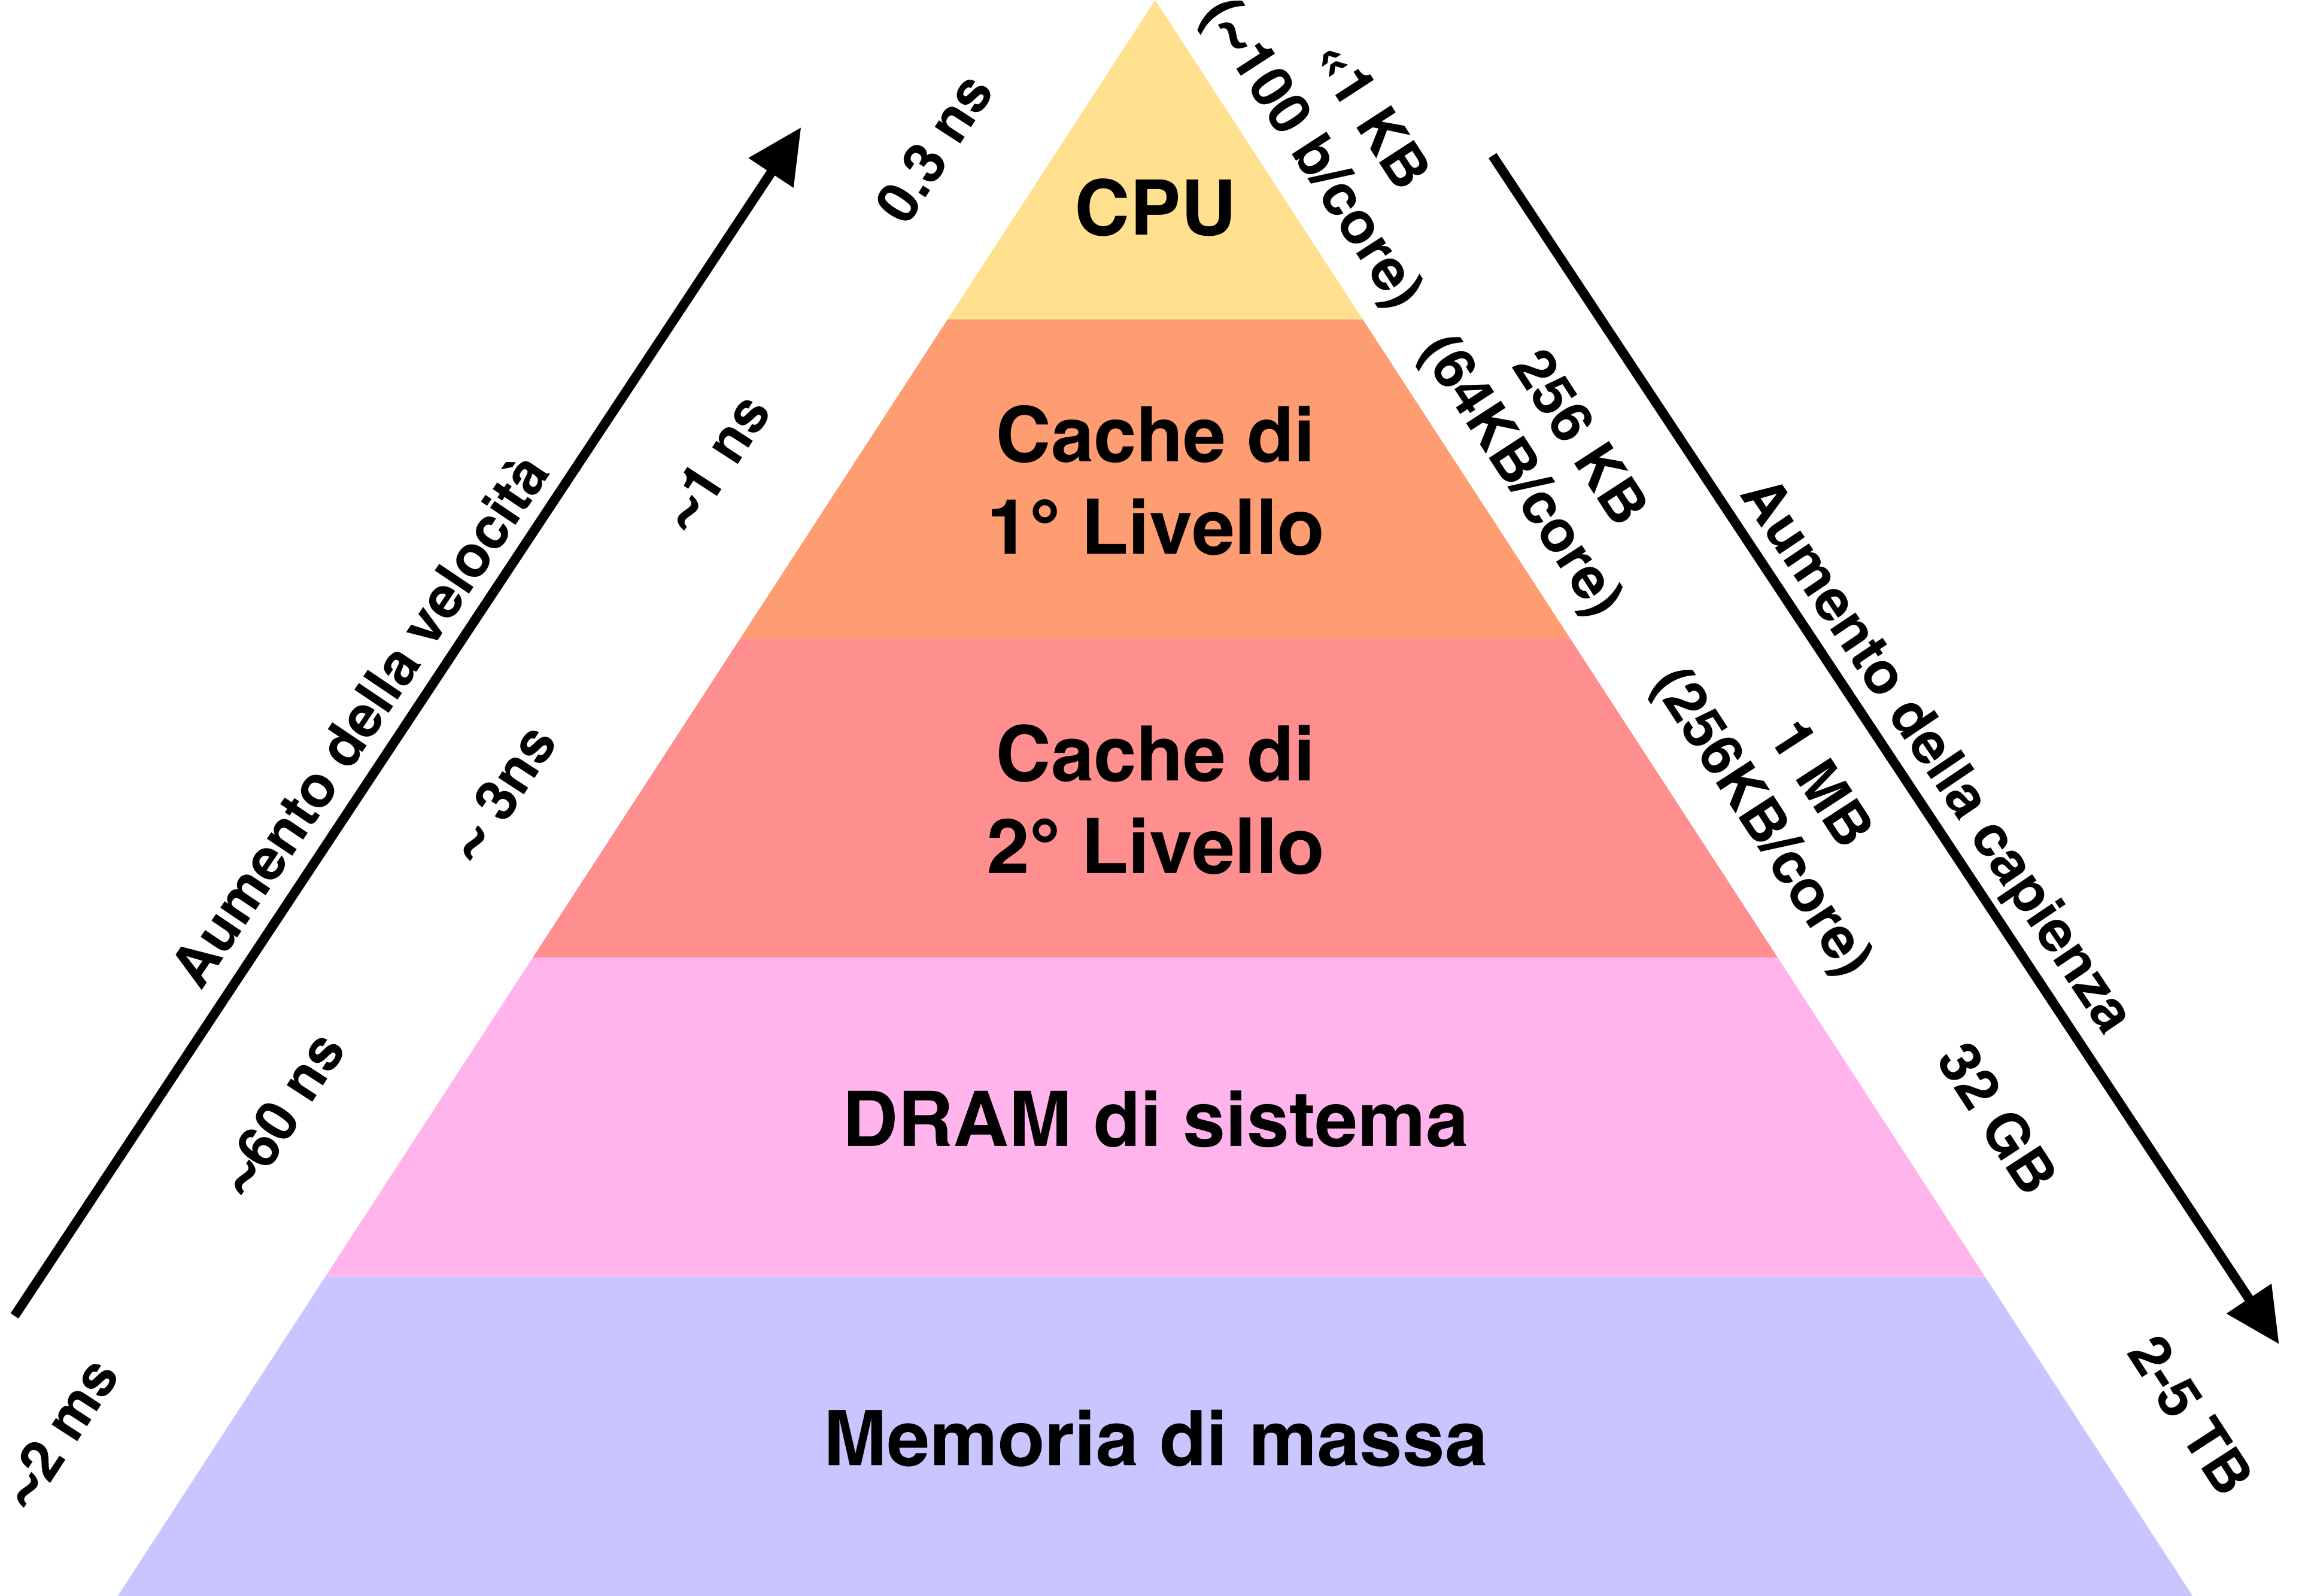 0.3 ns
CPU
^~1 KB
(~100 b/core)
~1 ns
Cache di
1° Livello
256 KB
(64KB/core)
Aumento della velocità
Aumento della capienza
~ 3ns
Cache di
2° Livello
1 MB
(256KB/core)
~60 ns
DRAM di sistema
32 GB
~2 ms
Memoria di massa
2-5 TB